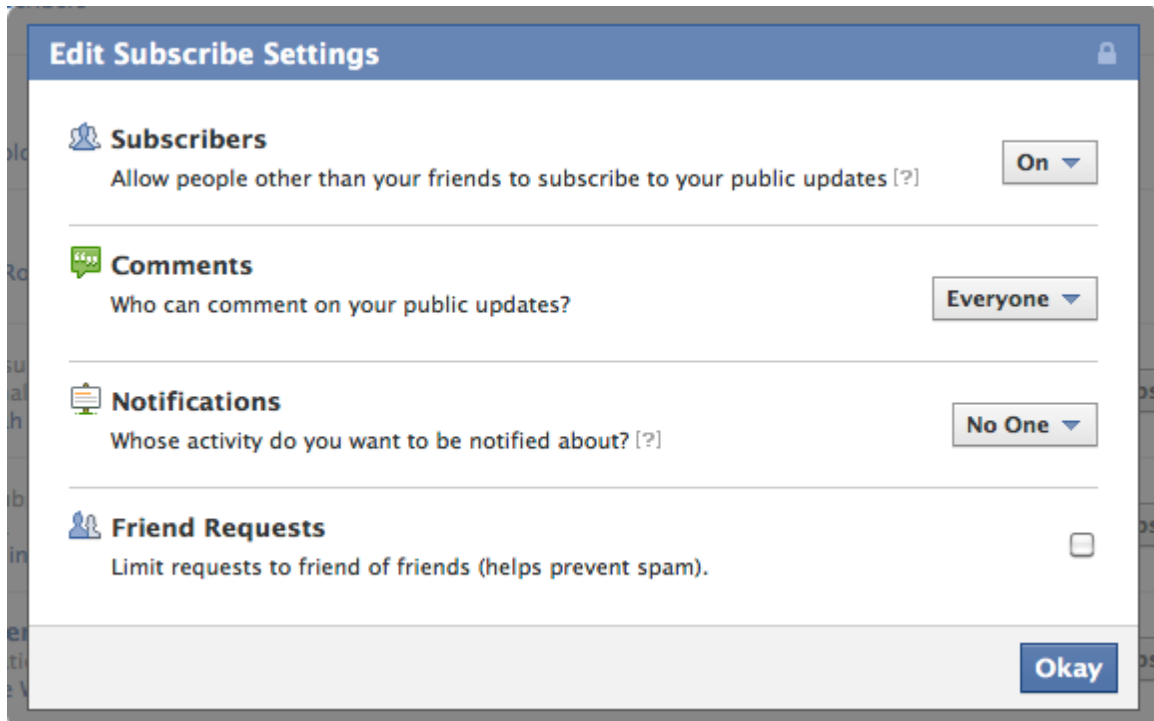 Edit Subscribe Settings
Subscribers
On
Allow people other than your friends to subscribe to your public updates [?]
Comments
Who can comment on your public updates?
Everyone
Notifications
Whose activity do you want to be notified about? [?]
No One
Friend Requests
Limit requests to friend of friends (helps prevent spam).
Okay